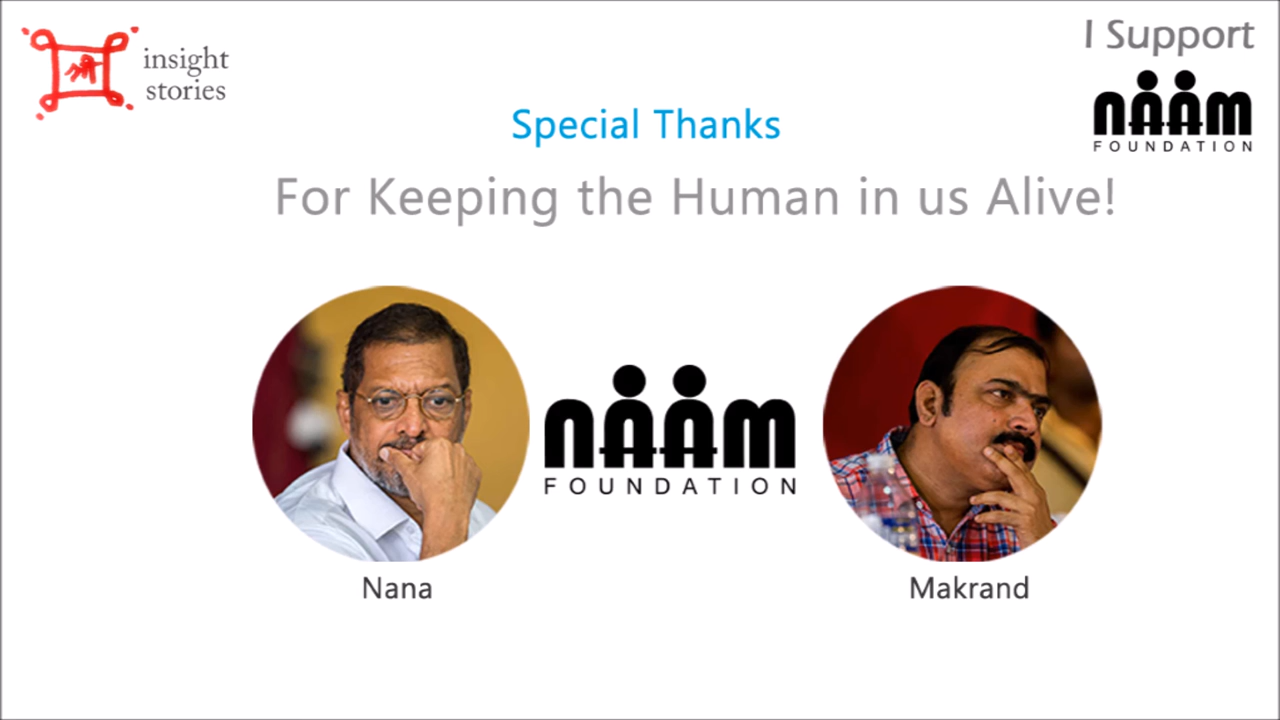 insight
stories
I Support
NAAM
FOUNDATION
Special Thanks
For Keeping the Human in us Alive!
NAAM
FOUNDATION
Nana
Makrand